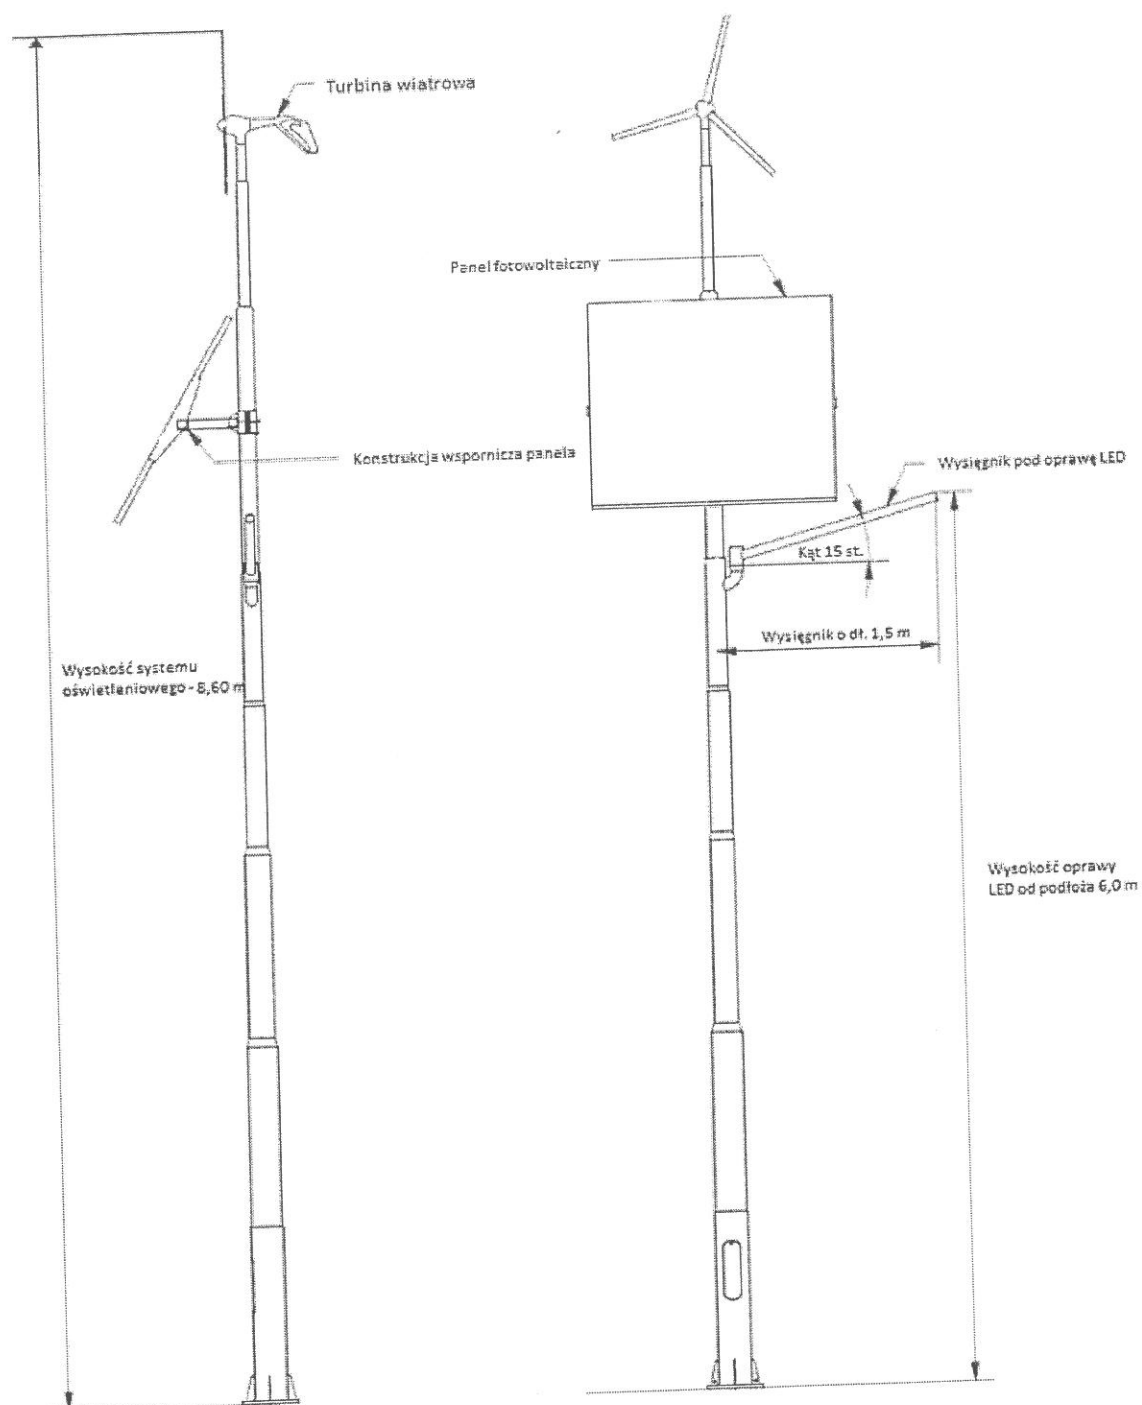 Turbina wiatrowa
Panel fotowoltaiczny
Konstrukcja wspornicza panela
Wysięgnik pod oprawę LED
Kąt 15 st.
Wysięgnik o dł. 1,5 m
Wysokość systemu
oświetleniowego - 8,60 m
Wysokość oprawy
LED od podłoża 6,0 m